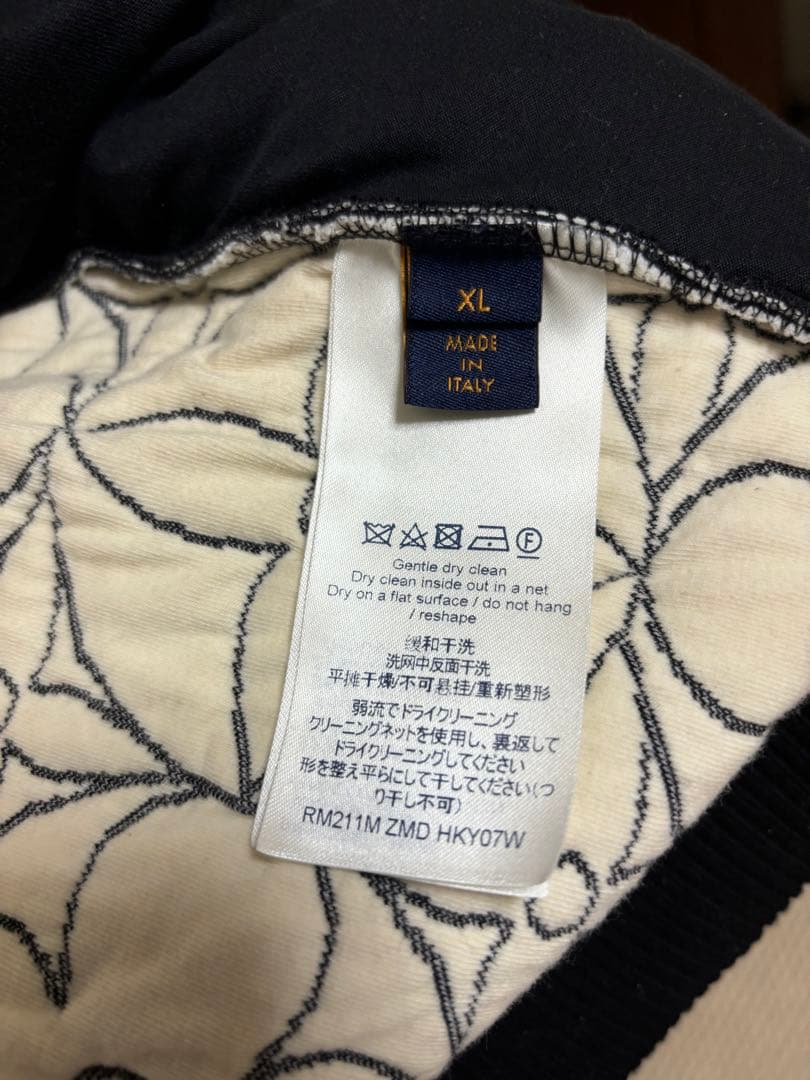 XL
MADE
IN
ITALY
F
Gentle dry clean
Dry clean inside out in a net
Dry on a flat surface / do not hang
/ reshape
缓和干洗
洗网中反面干洗
平摊干燥/不可悬挂/重新塑形
弱流でドライクリーニング
クリーニングネットを使用し、裏返して
ドライクリーニングしてください
形を整え平らにして干してください(つ
り干し不可)
RM211M ZMD HKY07W